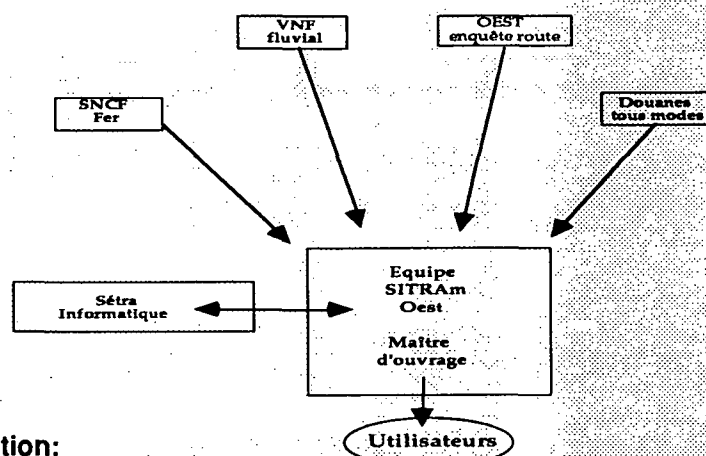 VNF
fluvial
OEST
enquête route
SNCF
Fer
Douanes
tous modes
Equipe
SITRAm
Oest
Maître
d'ouvrage
Sétra
Informatique
Utilisateurs
tion: